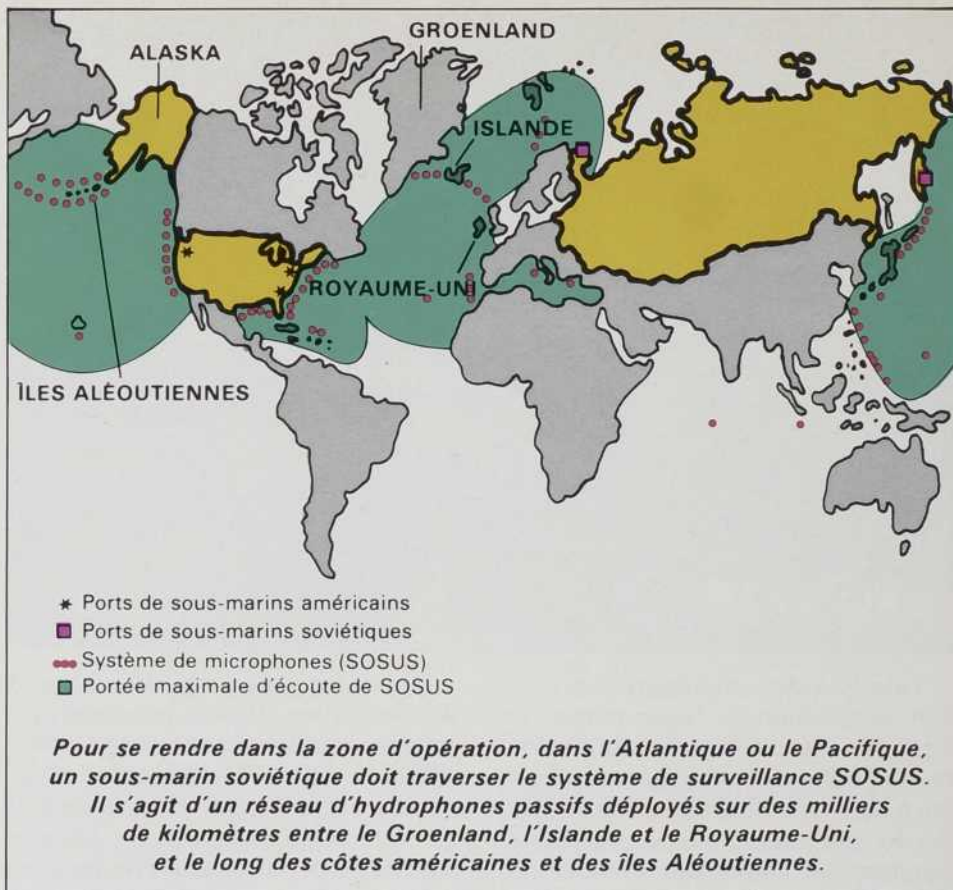 GROENLAND
ALASKA
ISLANDE
ROYAUME-UNI
ÎLES ALÉOUTIENNES
Ports de sous-marins américains
Ports de sous-marins soviétiques
Système de microphones (SOSUS)
Portée maximale d'écoute de SOSUS
Pour se rendre dans la zone d'opération, dans l'Atlantique ou le Pacifique,
un sous-marin soviétique doit traverser le système de surveillance SOSUS.
Il s'agit d'un réseau d'hydrophones passifs déployés sur des milliers
de kilomètres entre le Groenland, l'Islande et le Royaume-Uni,
et le long des côtes américaines et des îles Aléoutiennes.